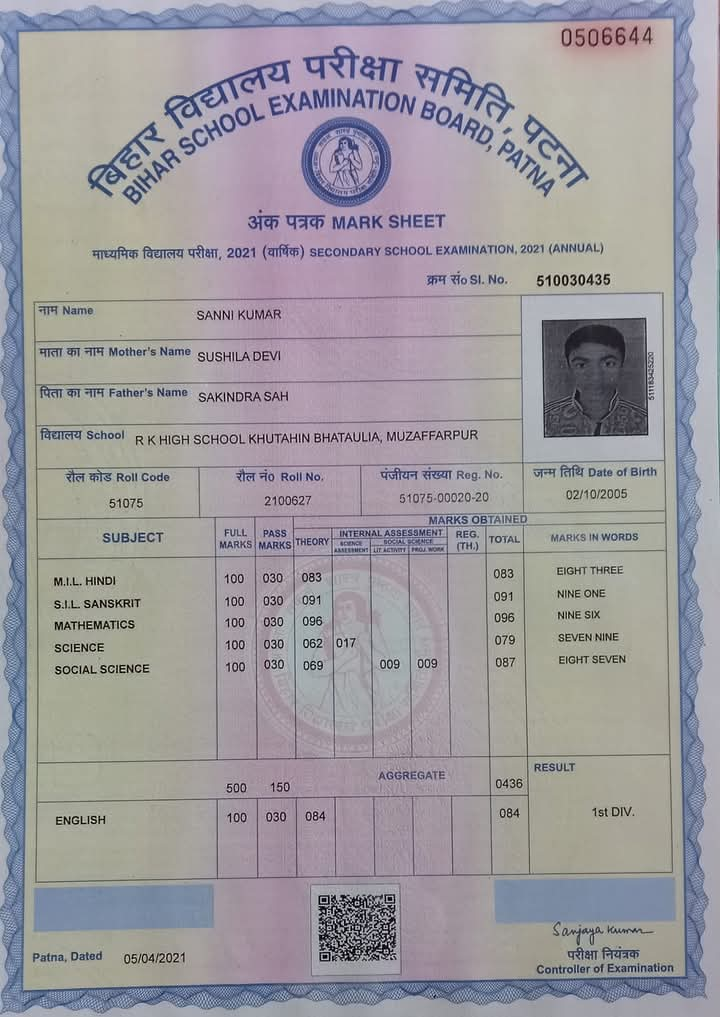 0506644
बिहार विद्यालय परीक्षा समिति, पटना
BIHAR SCHOOL EXAMINATION BOARD, PATNA
अंक पत्रक MARK SHEET
माध्यमिक विद्यालय परीक्षा, 2021 (वार्षिक) SECONDARY SCHOOL EXAMINATION, 2021 (ANNUAL)
क्रम सं० Sl. No. 510030435
नाम Name SANNI KUMAR
माता का नाम Mother's Name SUSHILA DEVI
पिता का नाम Father's Name SAKINDRA SAH
विद्यालय School R K HIGH SCHOOL KHUTAHIN BHATAULIA, MUZAFFARPUR
रौल कोड Roll Code रौल नं० Roll No. पंजीयन संख्या Reg. No. जन्म तिथि Date of Birth
51075 2100627 51075-00020-20 02/10/2005
SUBJECT FULL MARKS PASS MARKS THEORY MARKS OBTAINED
INTERNAL ASSESSMENT REG. (TH.) TOTAL MARKS IN WORDS
SCIENCE ASSESSMENT SOCIAL SCIENCE LIT.ACTIVITY PROJ. WORK
M.I.L. HINDI 100 030 083 083 EIGHT THREE
S.I.L. SANSKRIT 100 030 091 091 NINE ONE
MATHEMATICS 100 030 096 096 NINE SIX
SCIENCE 100 030 062 017 079 SEVEN NINE
SOCIAL SCIENCE 100 030 069 009 009 087 EIGHT SEVEN
500 150 AGGREGATE 0436 RESULT
ENGLISH 100 030 084 084 1st DIV.
Sanjaya Kumar
Patna, Dated 05/04/2021
परीक्षा नियंत्रक
Controller of Examination